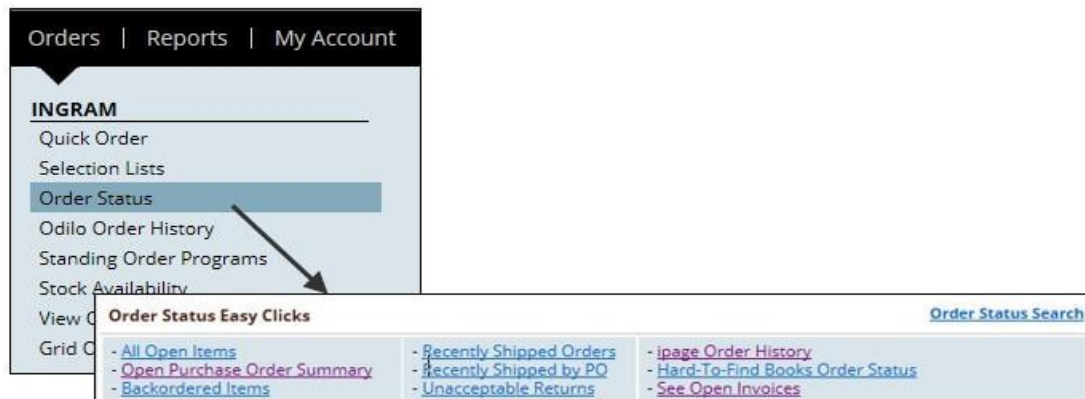 Orders | Reports | My Account
INGRAM
Quick Order
Selection Lists
Order Status
Odilo Order History
Standing Order Programs
Stock Availability
View
Grid
Order Status Easy Clicks
Order Status Search
- All Open Items
- Open Purchase Order Summary
- Backordered Items
- Recently Shipped Orders
- Recently Shipped by PO
- Unacceptable Returns
- ipage Order History
- Hard-To-Find Books Order Status
- See Open Invoices